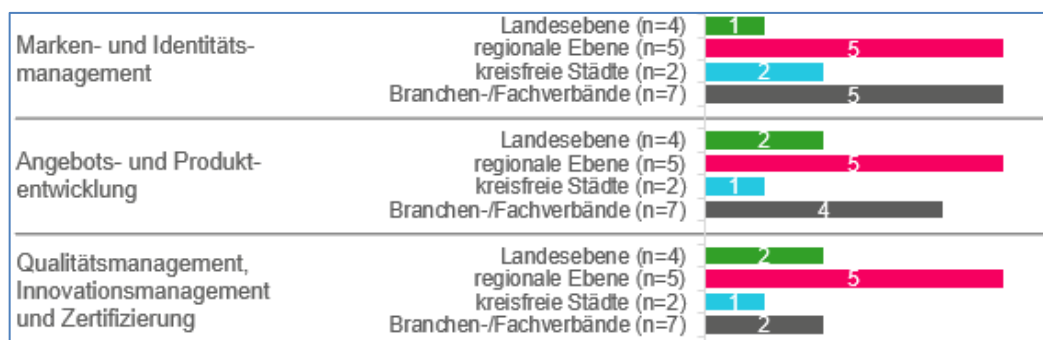 Marken- und Identitäts-
management
Landesebene (n=4) 1
regionale Ebene (n=5) 5
kreisfreie Städte (n=2) 2
Branchen-/Fachverbände (n=7) 5
Angebots- und Produkt-
entwicklung
Landesebene (n=4) 2
regionale Ebene (n=5) 5
kreisfreie Städte (n=2) 1
Branchen-/Fachverbände (n=7) 4
Qualitätsmanagement,
Innovationsmanagement
und Zertifizierung
Landesebene (n=4) 2
regionale Ebene (n=5) 5
kreisfreie Städte (n=2) 1
Branchen-/Fachverbände (n=7) 2